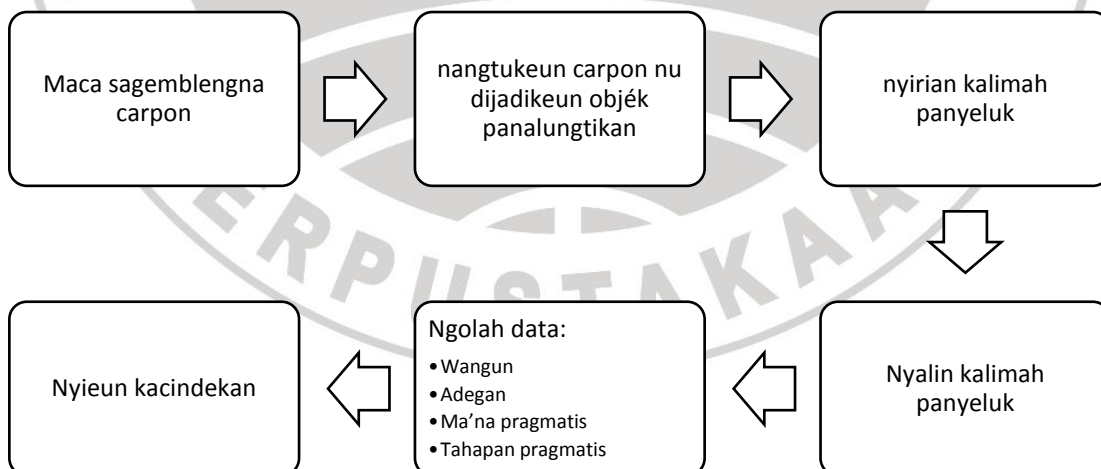 Maca sagemblengna
carpon
nangtukeun carpon nu
dijadikeun objék
panalungtikan
nyirian kalimah
panyeluk
Nyalin kalimah
panyeluk
Ngolah data:
•Wangun
•Adegan
•Ma’na pragmatis
•Tahapan pragmatis
Nyieun kacindekan
ERPUSTAKAA